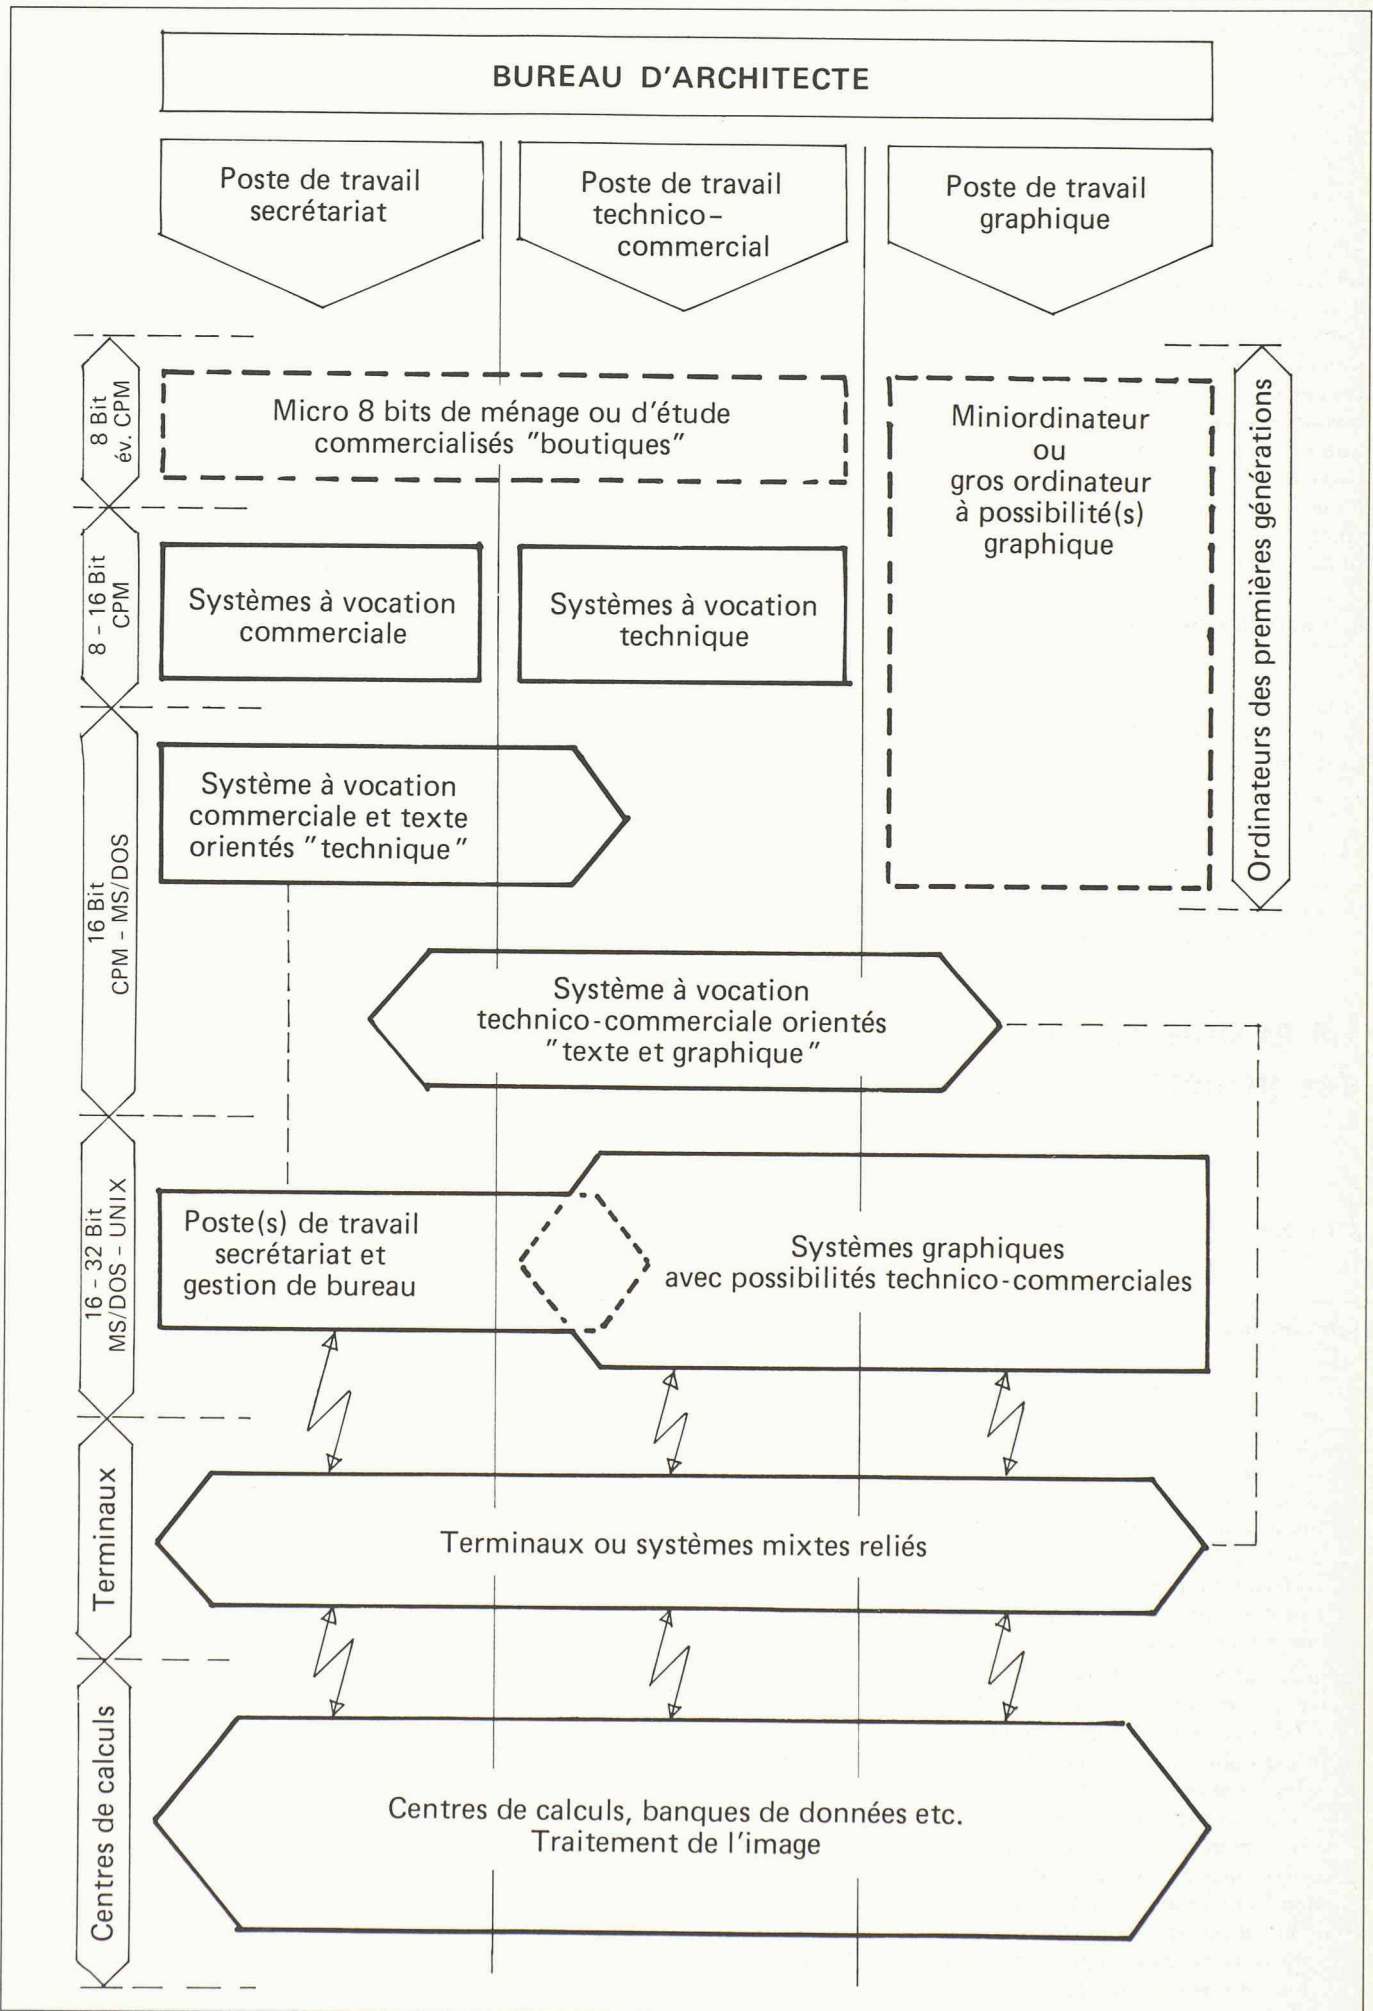 BUREAU D'ARCHITECTE
Poste de travail
secrétariat
Poste de travail
technico-
commercial
Poste de travail
graphique
8 Bit
év. CPM
Micro 8 bits de ménage ou d'étude
commercialisés "boutiques"
Miniordinateur
ou
gros ordinateur
à possibilité(s)
graphique
Ordinateurs des premières générations
8 - 16 Bit
CPM
Systèmes à vocation
commerciale
Systèmes à vocation
technique
16 Bit
CPM - MS/DOS
Système à vocation
commerciale et texte
orientés "technique"
Système à vocation
technico-commerciale orientés
"texte et graphique"
16 - 32 Bit
MS/DOS - UNIX
Poste(s) de travail
secrétariat et
gestion de bureau
Systèmes graphiques
avec possibilités technico-commerciales
Terminaux
Terminaux ou systèmes mixtes reliés
Centres de calculs
Centres de calculs, banques de données etc.
Traitement de l'image